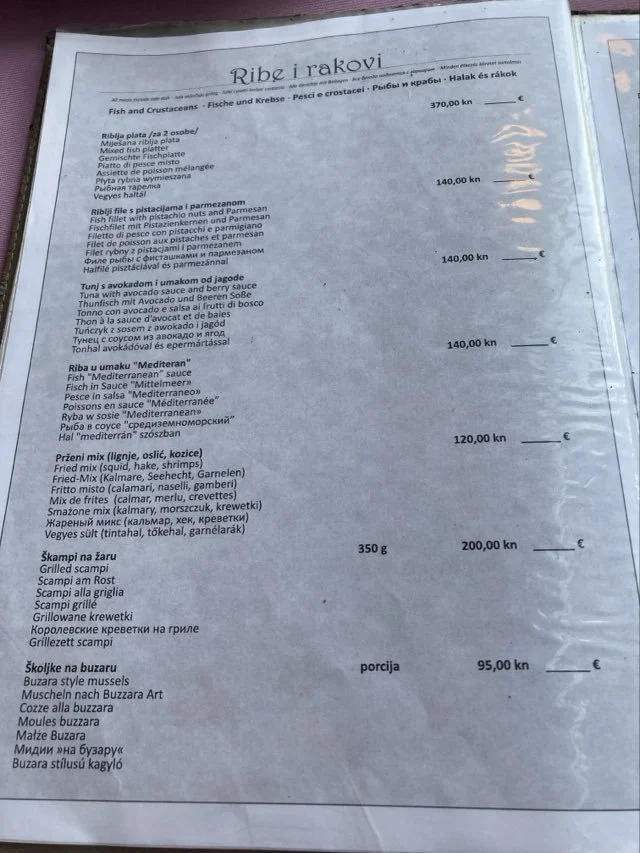 Ribe i rakovi
Fish and Crustaceans - Fische und Krebse - Pesci e crostacei - Рыбы и крабы - Halak és rákok
370,00 kn ____ €
Riblja plata /za 2 osobe/
Miješana riblja plata
Mixed fish platter
Gemischte Fischplatte
Piatto di pesce misto
Assiette de poisson mélangée
Płyta rybna wymieszana
Рыбная тарелка
Vegyes haltál
140,00 kn ____ €
Riblji file s pistacijama i parmezanom
Fish fillet with pistachio nuts and Parmesan
Fischfilet mit Pistazienkernen und Parmesan
Filetto di pesce con pistacchi e parmigiano
Filet de poisson aux pistaches et parmesan
Filet rybny z pistacjami i parmezanem
Филе рыбы с фисташками и пармезаном
Halfilé pisztáciával és parmezánnal
140,00 kn ____ €
Tunj s avokadom i umakom od jagode
Tuna with avocado sauce and berry sauce
Thunfisch mit Avocado und Beeren Soße
Tonno con avocado e salsa ai frutti di bosco
Thon à la sauce d'avocat et de baies
Tuńczyk z sosem z awokado i jagód
Тунец с соусом из авокадо и ягод
Tonhal avokádóval és epermártással
140,00 kn ____ €
Riba u umaku "Mediteran"
Fish "Mediterranean" sauce
Fisch in Sauce "Mittelmeer»
Pesce in salsa "Mediterraneo»
Poissons en sauce "Méditerranée"
Ryba w sosie "Mediterranean»
Рыба в соусе "средиземноморский"
Hal "mediterrán" szószban
120,00 kn ____ €
Prženi mix (lignje, oslić, kozice)
Fried mix (squid, hake, shrimps)
Fried-Mix (Kalmare, Seehecht, Garnelen)
Fritto misto (calamari, naselli, gamberi)
Mix de frites (calmar, merlu, crevettes)
Smażone mix (kalmary, morszczuk, krewetki)
Жареный микс (кальмар, хек, креветки)
Vegyes sült (tintahal, tőkehal, garnélarák)
Škampi na žaru 350 g 200,00 kn ____ €
Grilled scampi
Scampi am Rost
Scampi alla griglia
Scampi grillé
Grillowane krewetki
Королевские креветки на гриле
Grillezett scampi
Školjke na buzaru porcija 95,00 kn ____ €
Buzara style mussels
Muscheln nach Buzzara Art
Cozze alla buzzara
Moules buzzara
Małże Buzara
Мидии »на бузару«
Buzara stílusú kagyló